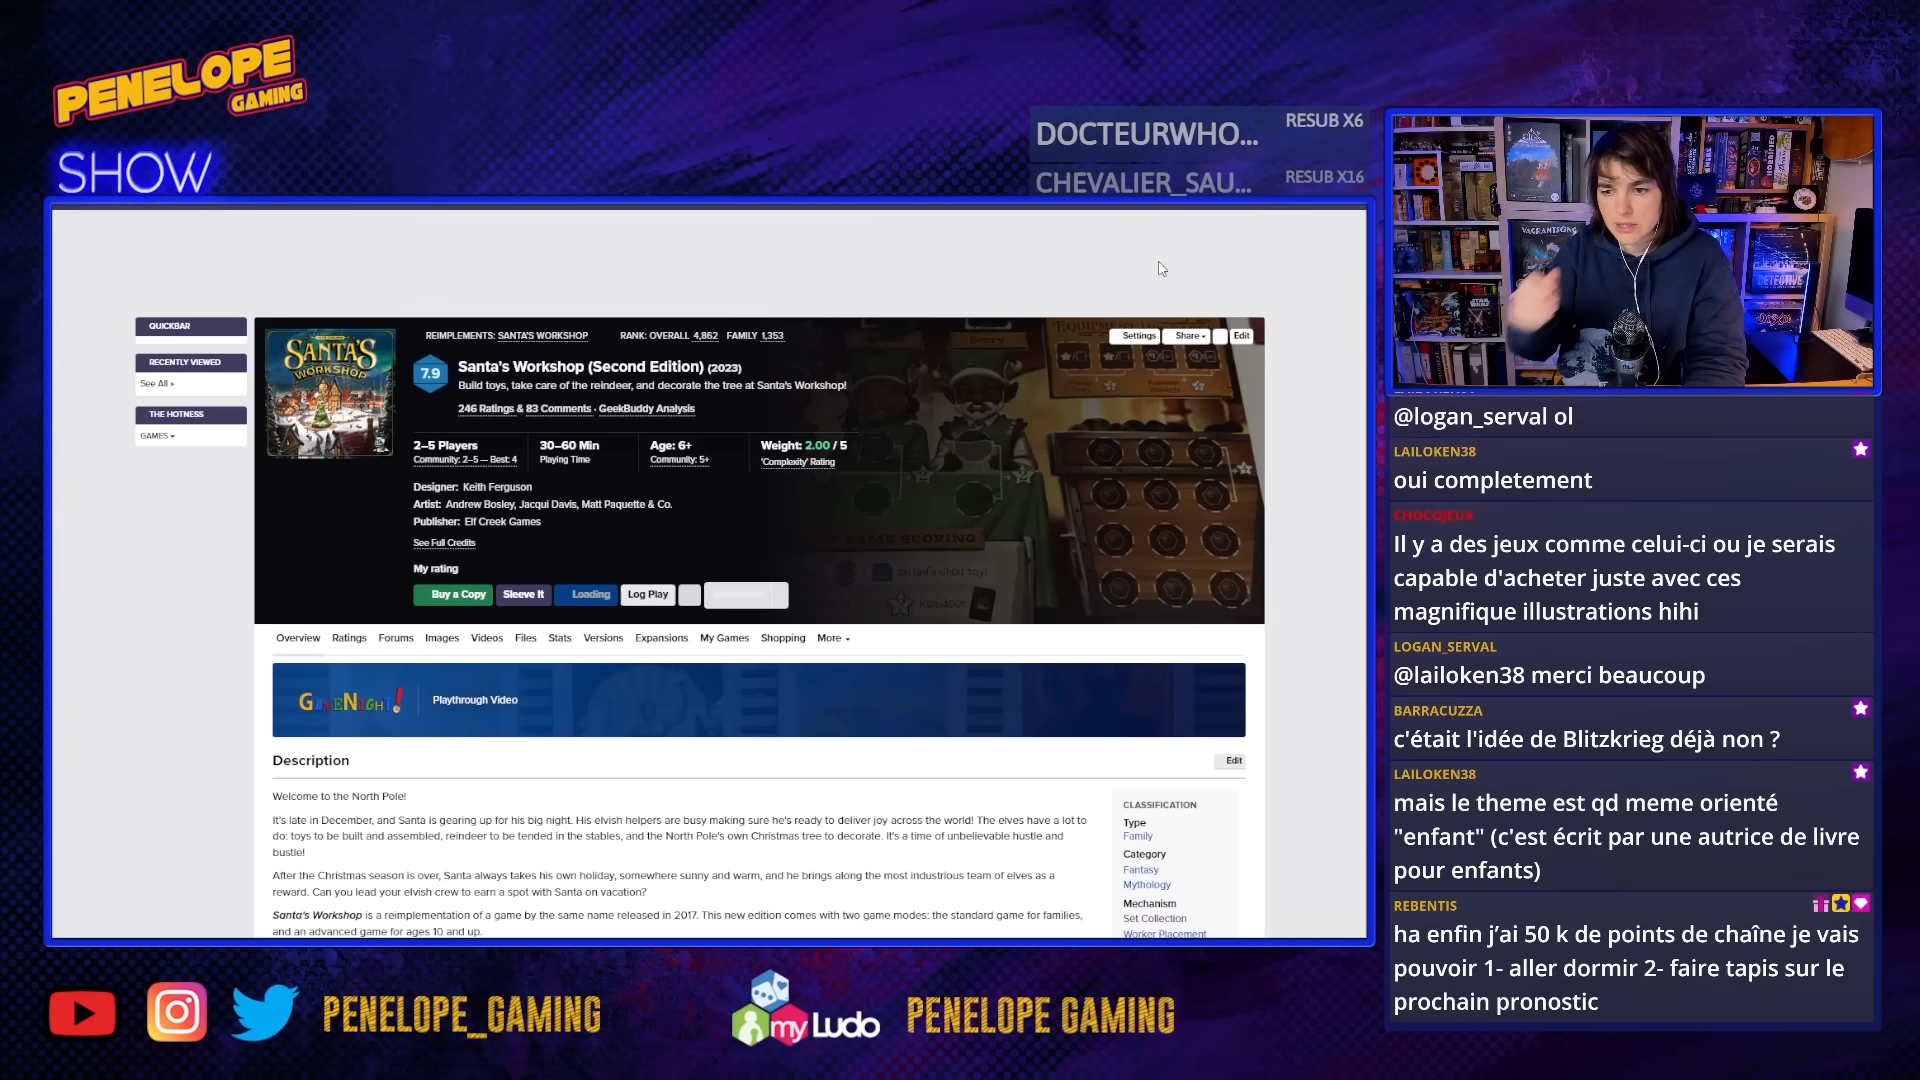 PENELOPE
GAMING
SHOW
DOCTEURWHO...
RESUB X6
CHEVALIER_SAU...
RESUB X16
QUICKBAR
RECENTLY VIEWED
See All »
THE HOTNESS
GAMES
SANTA'S
WORKSHOP
REIMPLEMENTS: SANTA'S WORKSHOP
RANK: OVERALL 4,862 FAMILY 1,353
Settings
Share
Edit
7.9
Santa's Workshop (Second Edition) (2023)
Build toys, take care of the reindeer, and decorate the tree at Santa's Workshop!
246 Ratings & 83 Comments · GeekBuddy Analysis
2–5 Players
Community: 2–5 — Best: 4
30–60 Min
Playing Time
Age: 6+
Community: 5+
Weight: 2.00 / 5
'Complexity' Rating
Designer: Keith Ferguson
Artist: Andrew Bosley, Jacqui Davis, Matt Paquette & Co.
Publisher: Elf Creek Games
See Full Credits
My rating
Buy a Copy
Sleeve It
Loading
Log Play
GAME SCORING
on unfinished toys
Reindeer
Overview Ratings Forums Images Videos Files Stats Versions Expansions My Games Shopping More
GameNight!
Playthrough Video
Description
Edit
Welcome to the North Pole!
It's late in December, and Santa is gearing up for his big night. His elvish helpers are busy making sure he's ready to deliver joy across the world! The elves have a lot to
do: toys to be built and assembled, reindeer to be tended in the stables, and the North Pole's own Christmas tree to decorate. It's a time of unbelievable hustle and
bustle!
After the Christmas season is over, Santa always takes his own holiday, somewhere sunny and warm, and he brings along the most industrious team of elves as a
reward. Can you lead your elvish crew to earn a spot with Santa on vacation?
Santa's Workshop is a reimplementation of a game by the same name released in 2017. This new edition comes with two game modes: the standard game for families,
and an advanced game for ages 10 and up.
CLASSIFICATION
Type
Family
Category
Fantasy
Mythology
Mechanism
Set Collection
Worker Placement
VAGRANTSONG
DETECTIVE
STAR
WARS
@logan_serval ol
LAILOKEN38
oui completement
CHOCOJEUX
Il y a des jeux comme celui-ci ou je serais
capable d'acheter juste avec ces
magnifique illustrations hihi
LOGAN_SERVAL
@lailoken38 merci beaucoup
BARRACUZZA
c'était l'idée de Blitzkrieg déjà non ?
LAILOKEN38
mais le theme est qd meme orienté
"enfant" (c'est écrit par une autrice de livre
pour enfants)
REBENTIS
ha enfin j'ai 50 k de points de chaîne je vais
pouvoir 1- aller dormir 2- faire tapis sur le
prochain pronostic
PENELOPE_GAMING
myLudo
PENELOPE GAMING